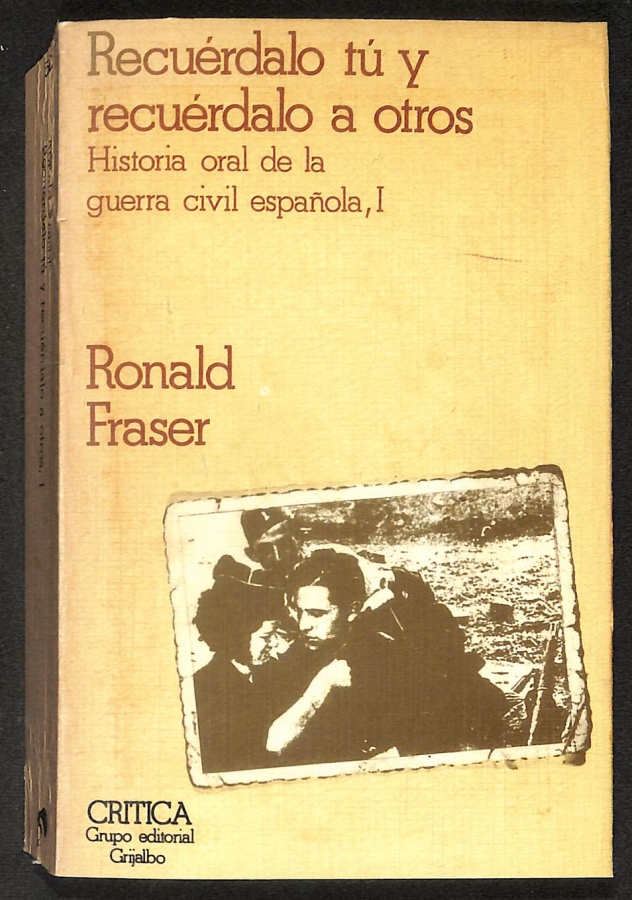 Recuérdalo tú y
recuérdalo a otros
Historia oral de la
guerra civil española, I
Ronald
Fraser
CRITICA
Grupo editorial
Grijalbo